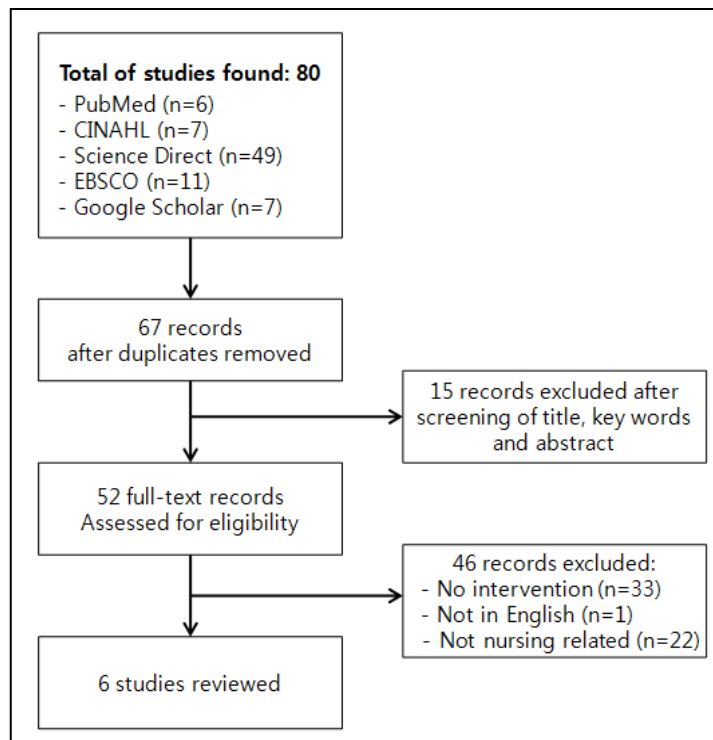 Total of studies found: 80
- PubMed (n=6)
- CINAHL (n=7)
- Science Direct (n=49)
- EBSCO (n=11)
- Google Scholar (n=7)
67 records
after duplicates removed
15 records excluded after
screening of title, key words
and abstract
52 full-text records
Assessed for eligibility
46 records excluded:
- No intervention (n=33)
- Not in English (n=1)
- Not nursing related (n=22)
6 studies reviewed